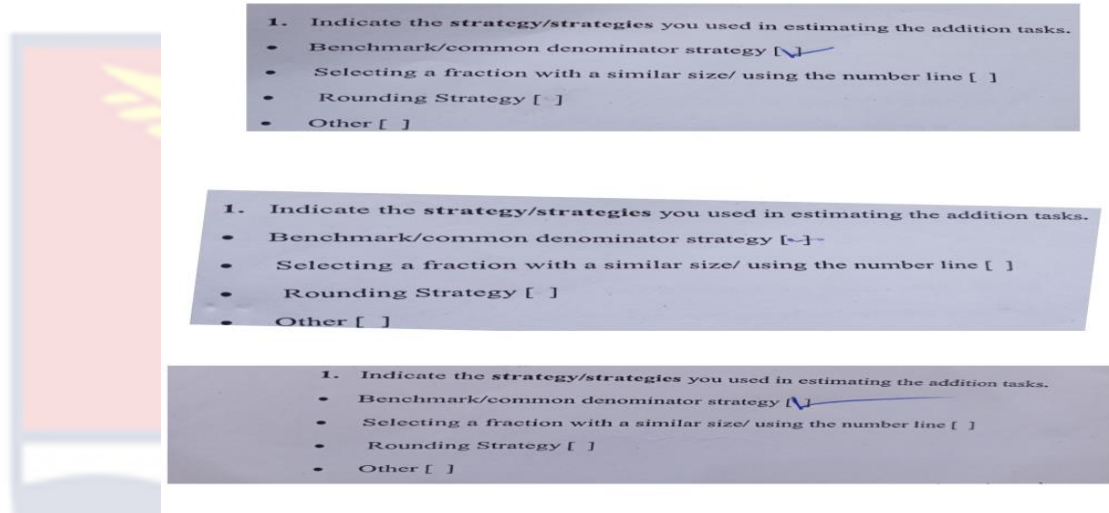 1. Indicate the strategy/strategies you used in estimating the addition tasks.
• Benchmark/common denominator strategy [✓]
• Selecting a fraction with a similar size/ using the number line [ ]
• Rounding Strategy [ ]
• Other [ ]
1. Indicate the strategy/strategies you used in estimating the addition tasks.
• Benchmark/common denominator strategy [✓]
• Selecting a fraction with a similar size/ using the number line [ ]
• Rounding Strategy [ ]
• Other [ ]
1. Indicate the strategy/strategies you used in estimating the addition tasks.
• Benchmark/common denominator strategy [✓]
• Selecting a fraction with a similar size/ using the number line [ ]
• Rounding Strategy [ ]
• Other [ ]